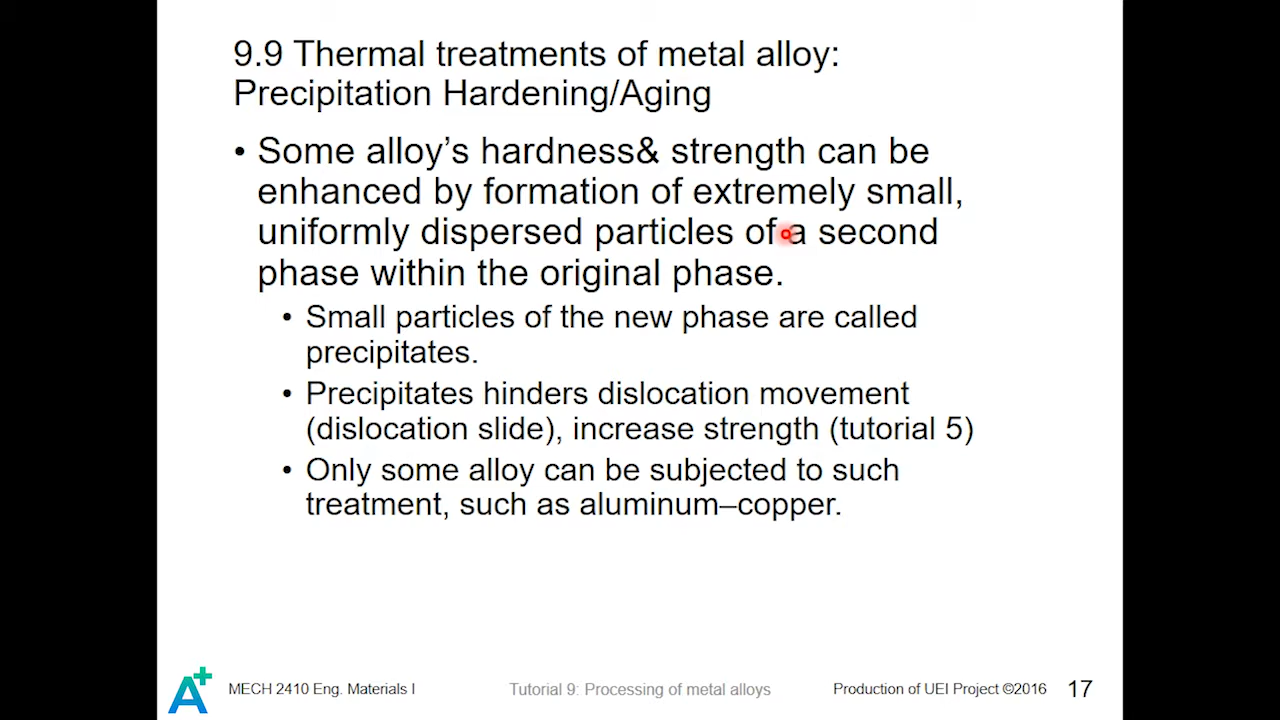 9.9 Thermal treatments of metal alloy:
Precipitation Hardening/Aging
• Some alloy's hardness& strength can be
enhanced by formation of extremely small,
uniformly dispersed particles of a second
phase within the original phase.
• Small particles of the new phase are called
precipitates.
• Precipitates hinders dislocation movement
(dislocation slide), increase strength (tutorial 5)
• Only some alloy can be subjected to such
treatment, such as aluminum–copper.
A+
MECH 2410 Eng. Materials I
Tutorial 9: Processing of metal alloys
Production of UEI Project ©2016
17